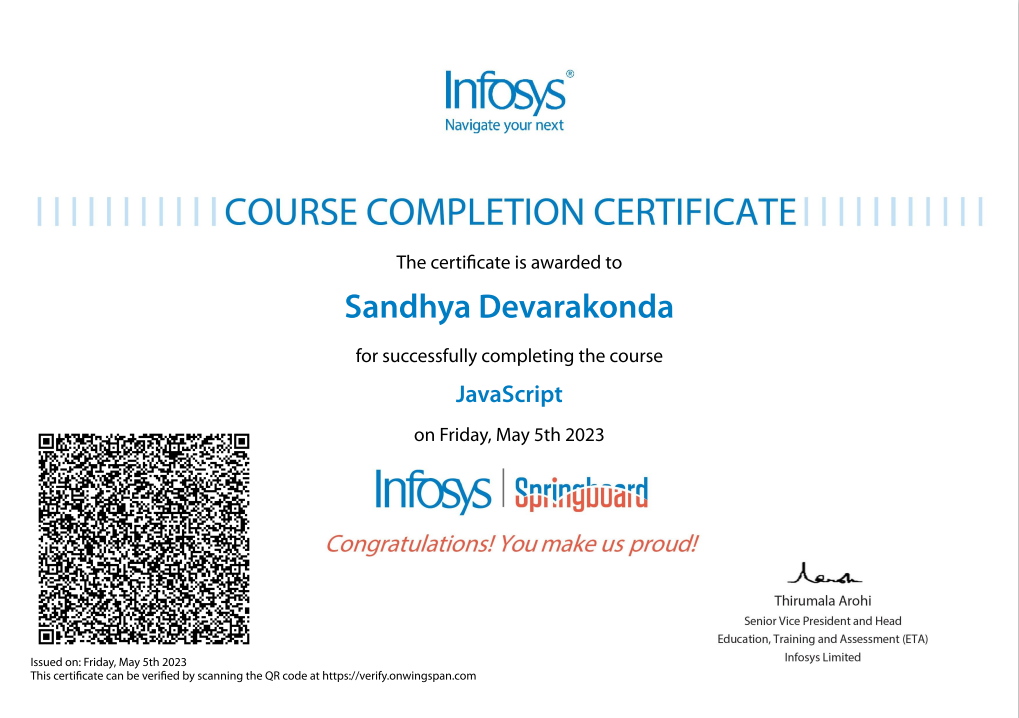 Infosys®
Navigate your next
COURSE COMPLETION CERTIFICATE
The certificate is awarded to
Sandhya Devarakonda
for successfully completing the course
JavaScript
on Friday, May 5th 2023
Infosys | Springboard
Congratulations! You make us proud!
Thirumala Arohi
Senior Vice President and Head
Education, Training and Assessment (ETA)
Infosys Limited
Issued on: Friday, May 5th 2023
This certificate can be verified by scanning the QR code at https://verify.onwingspan.com